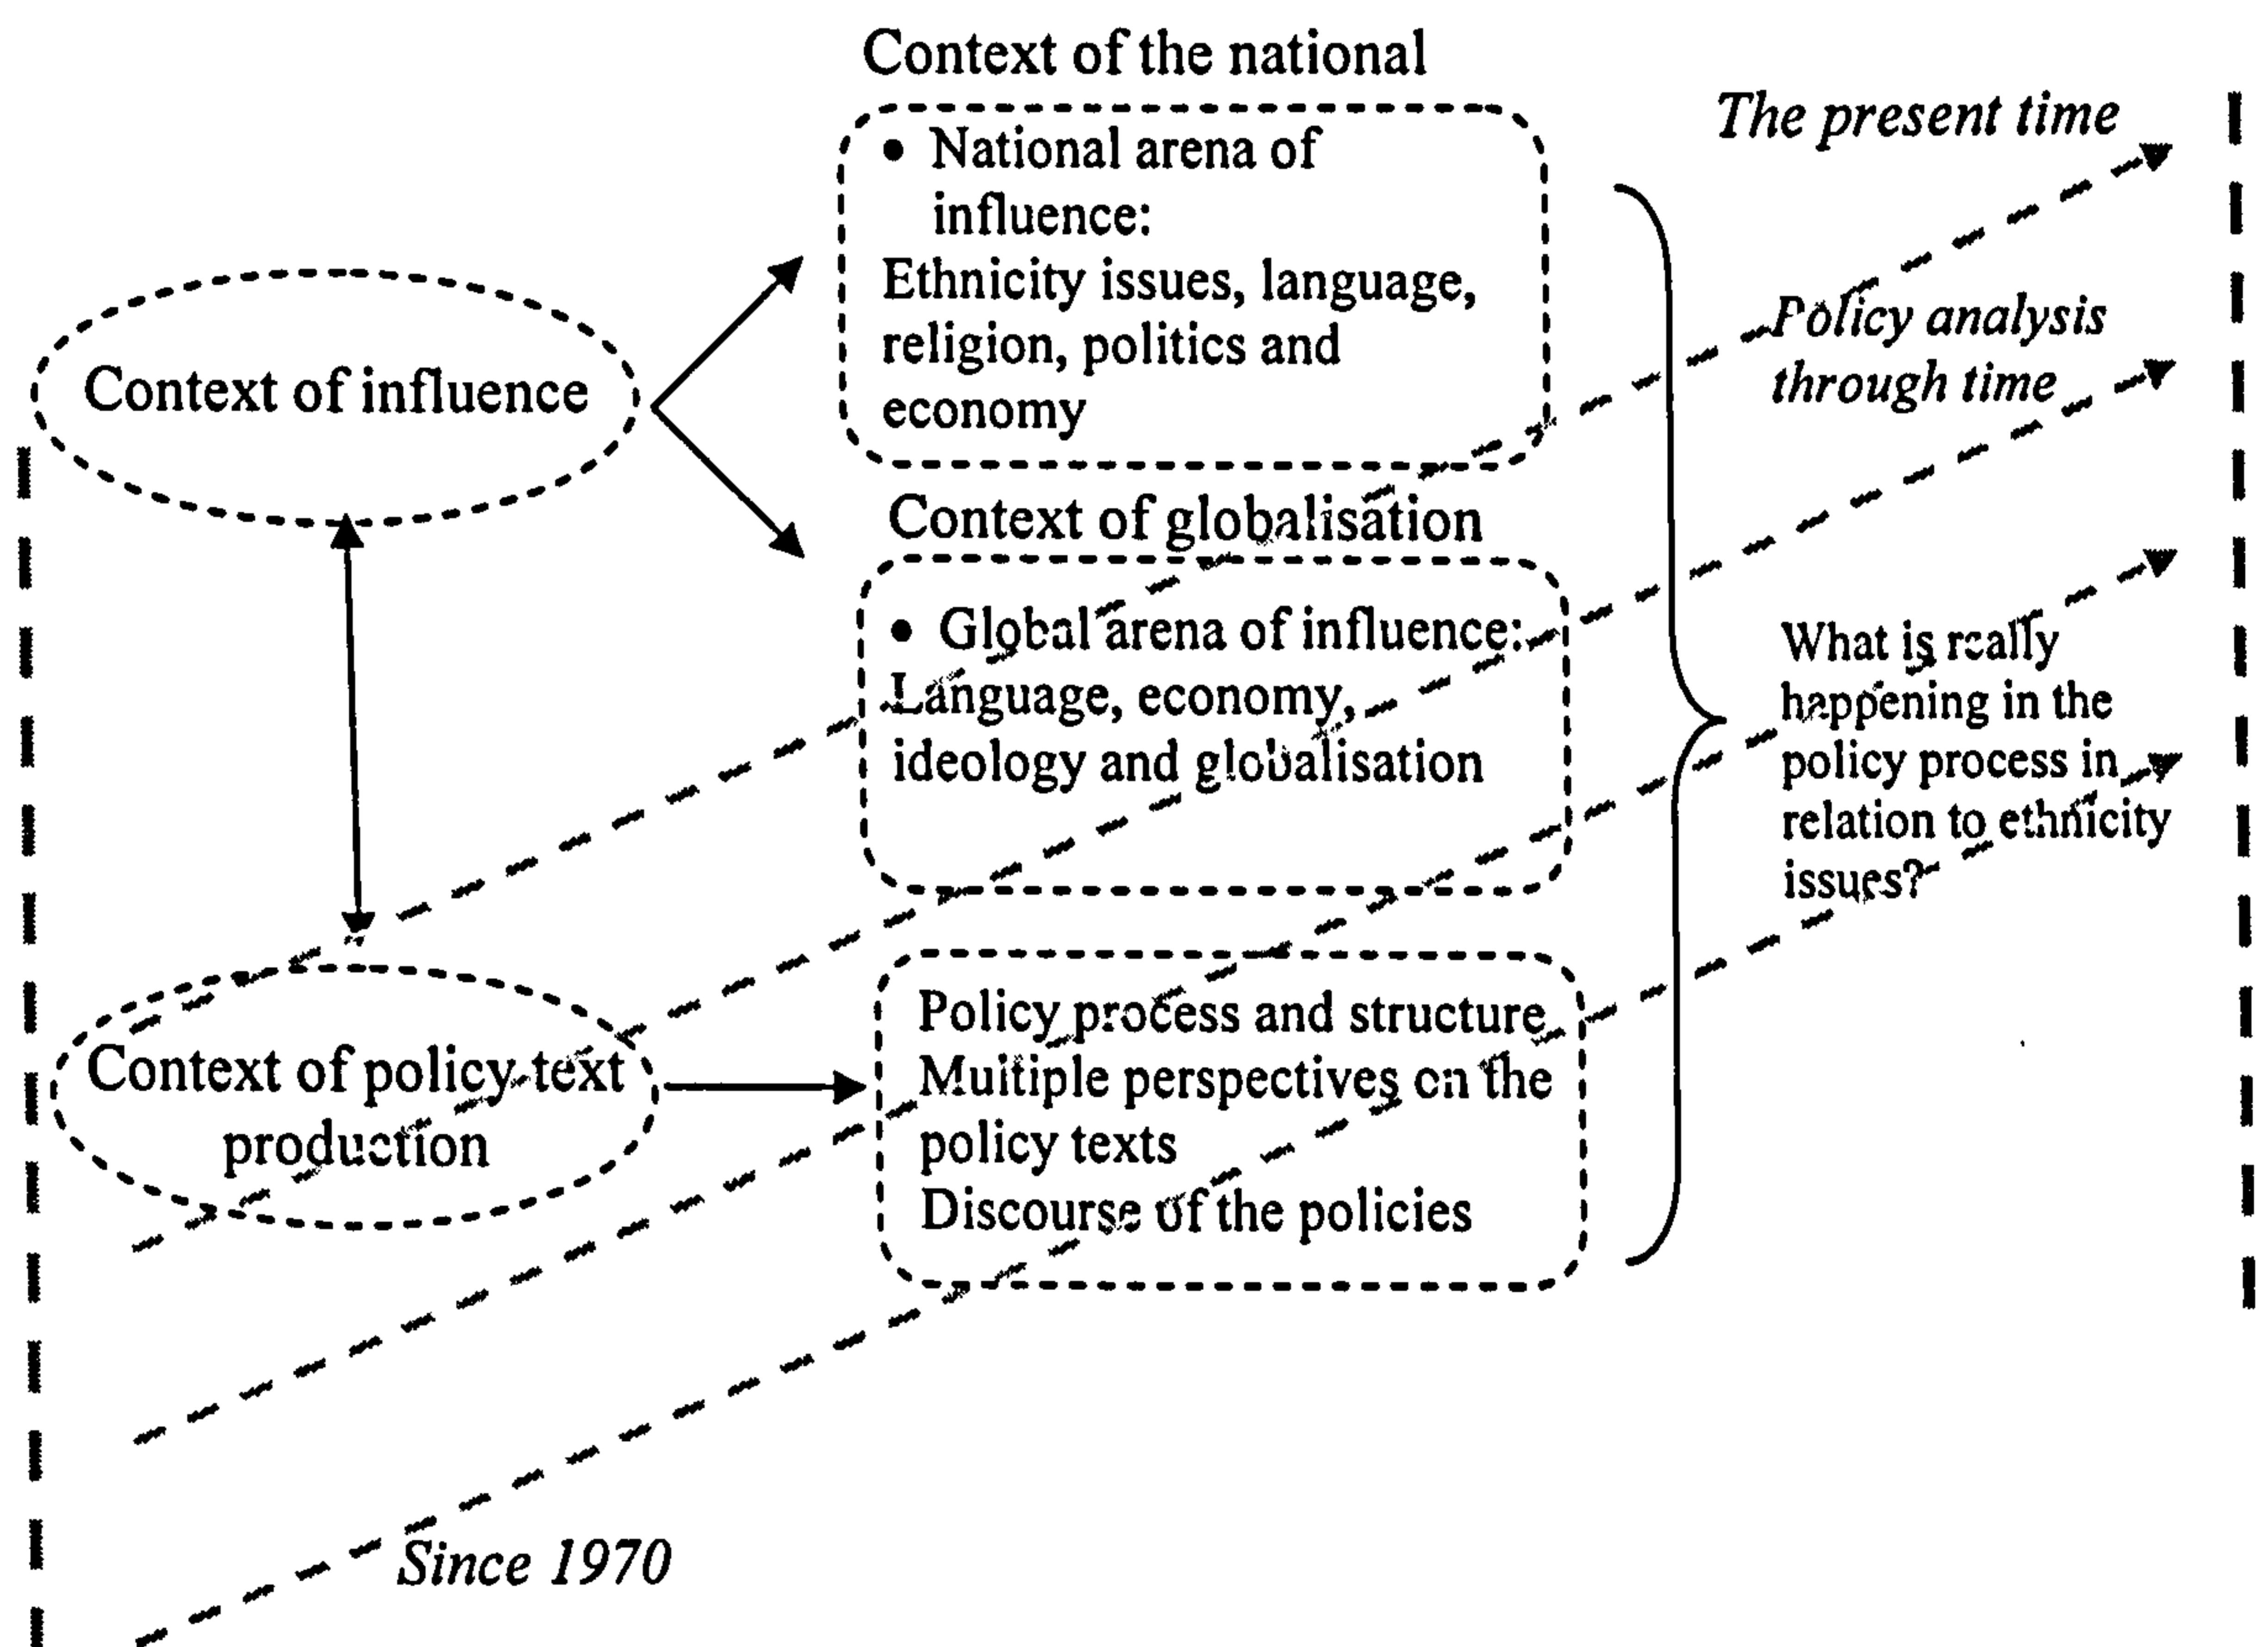 Context of the national
• National arena of
influence:
Ethnicity issues, language,
religion, politics and
economy
The present time
Policy analysis
through time
Context of influence
Context of globalisation
• Global arena of influence:
Language, economy,
ideology and globalisation
What is really
happening in the
policy process in
relation to ethnicity
issues?
Context of policy text
production
Policy process and structure
Multiple perspectives on the
policy texts
Discourse of the policies
Since 1970